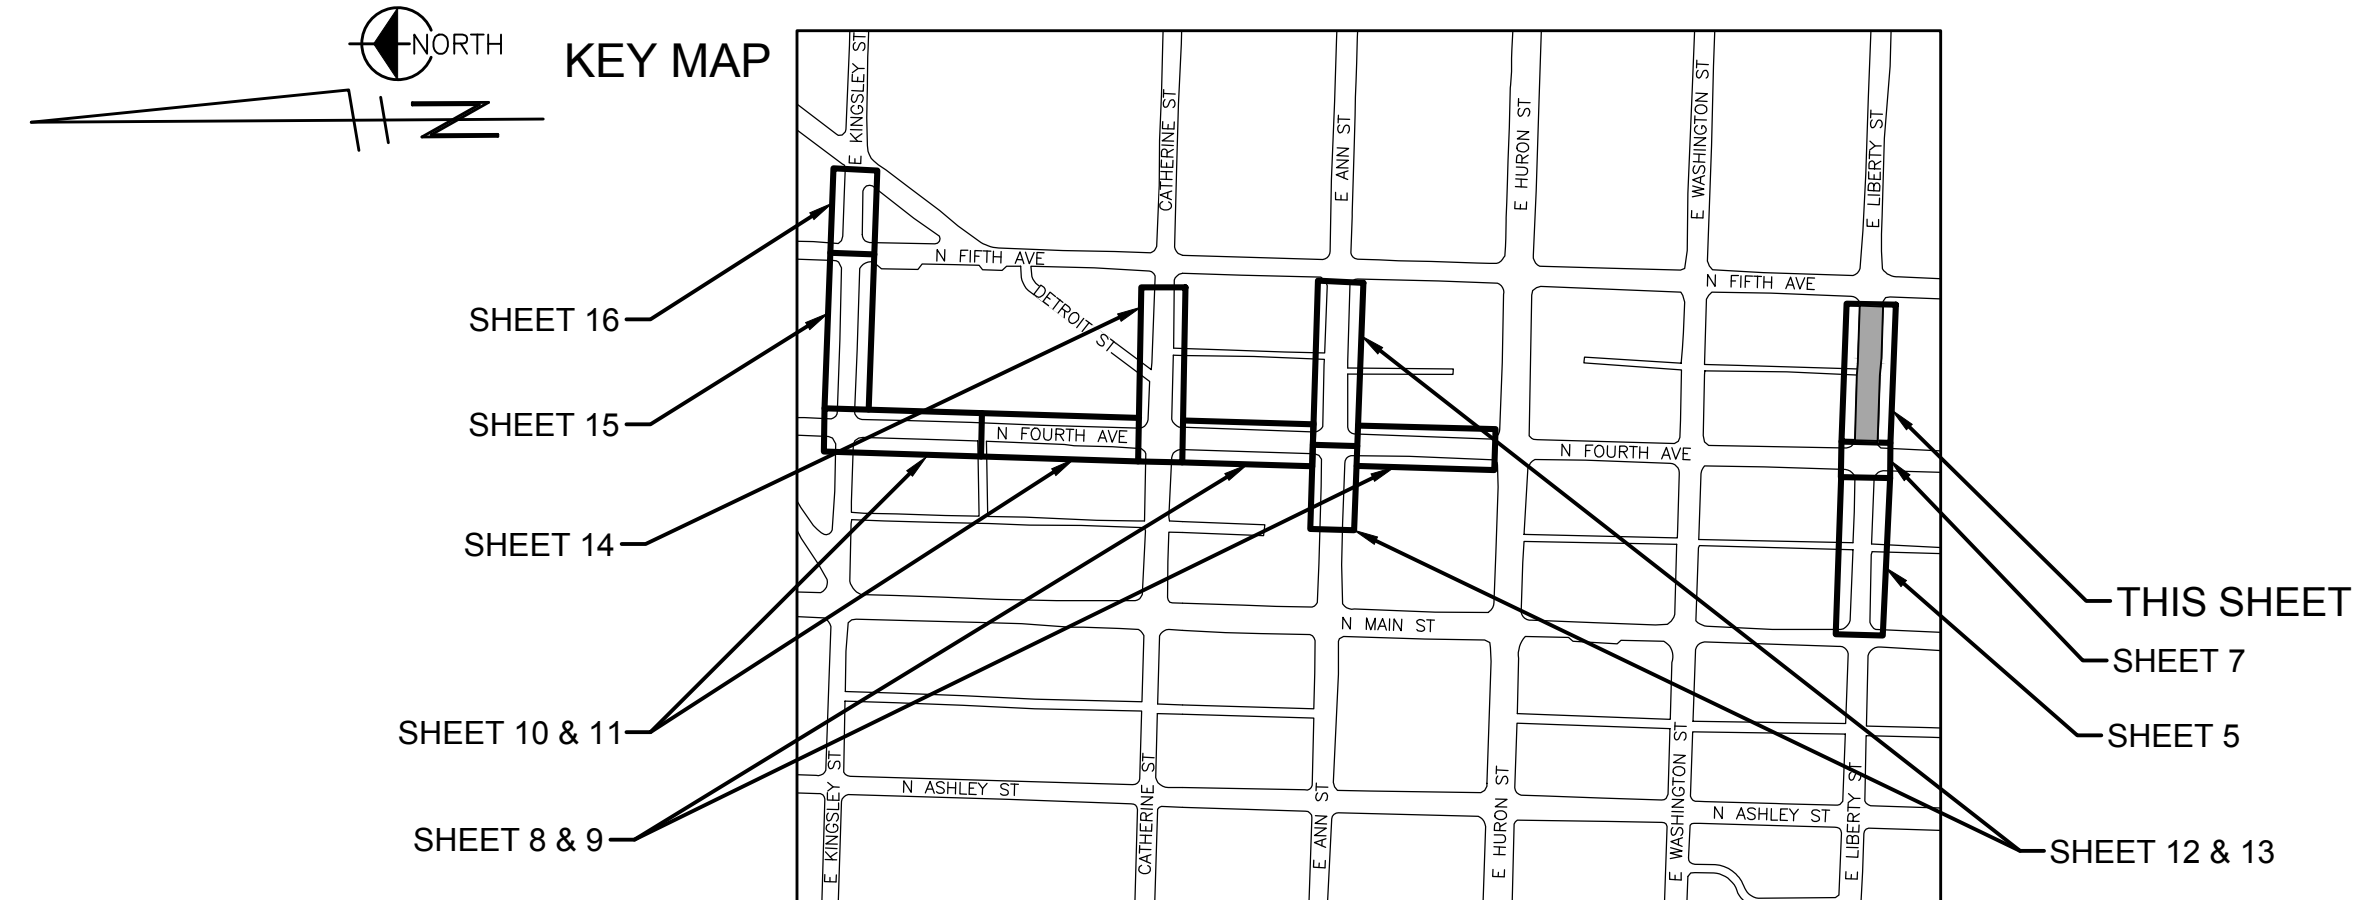 NORTH
KEY MAP
N
E KINGSLEY ST
CATHERINE ST
E ANN ST
E HURON ST
E WASHINGTON ST
E LIBERTY ST
N FIFTH AVE
N FIFTH AVE
DETROIT ST
SHEET 16
SHEET 15
SHEET 14
N FOURTH AVE
N FOURTH AVE
THIS SHEET
SHEET 7
SHEET 5
N MAIN ST
SHEET 10 & 11
SHEET 8 & 9
SHEET 12 & 13
N ASHLEY ST
N ASHLEY ST
E KINGSLEY ST
CATHERINE ST
E ANN ST
E HURON ST
E WASHINGTON ST
E LIBERTY ST